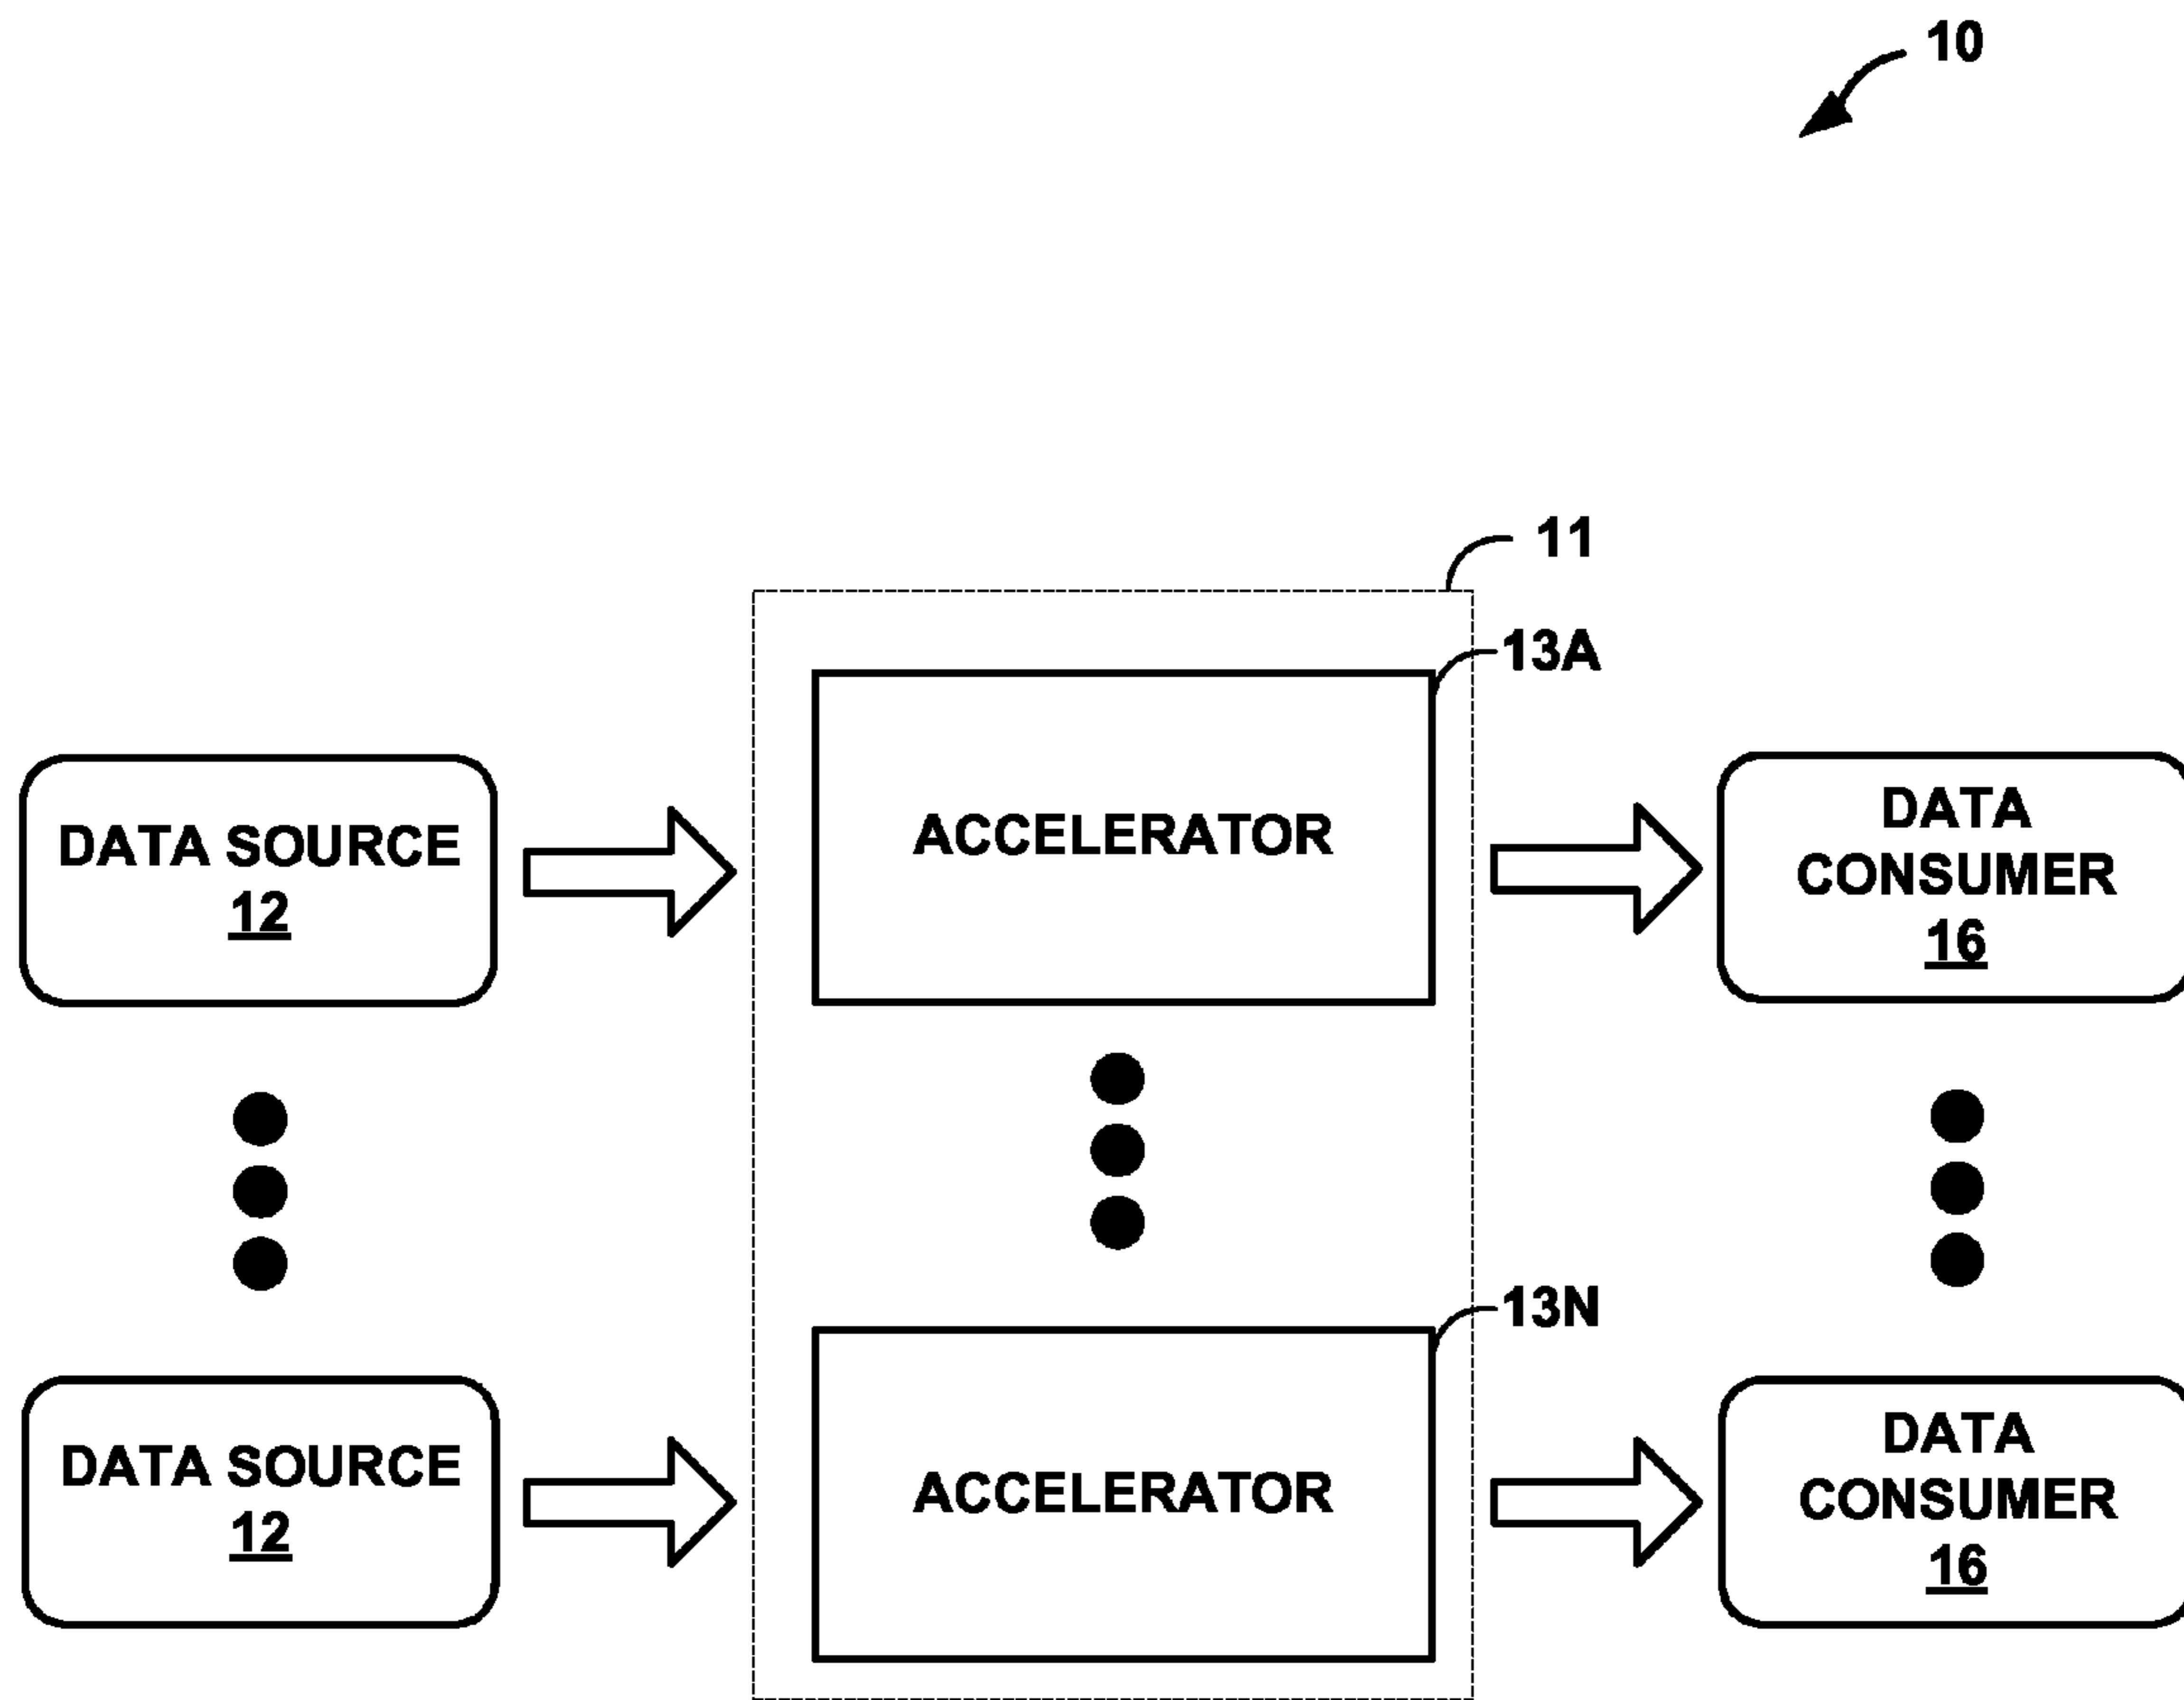 10
11
13A
DATA SOURCE
12
ACCELERATOR
DATA
CONSUMER
16
13N
DATA SOURCE
12
ACCELERATOR
DATA
CONSUMER
16